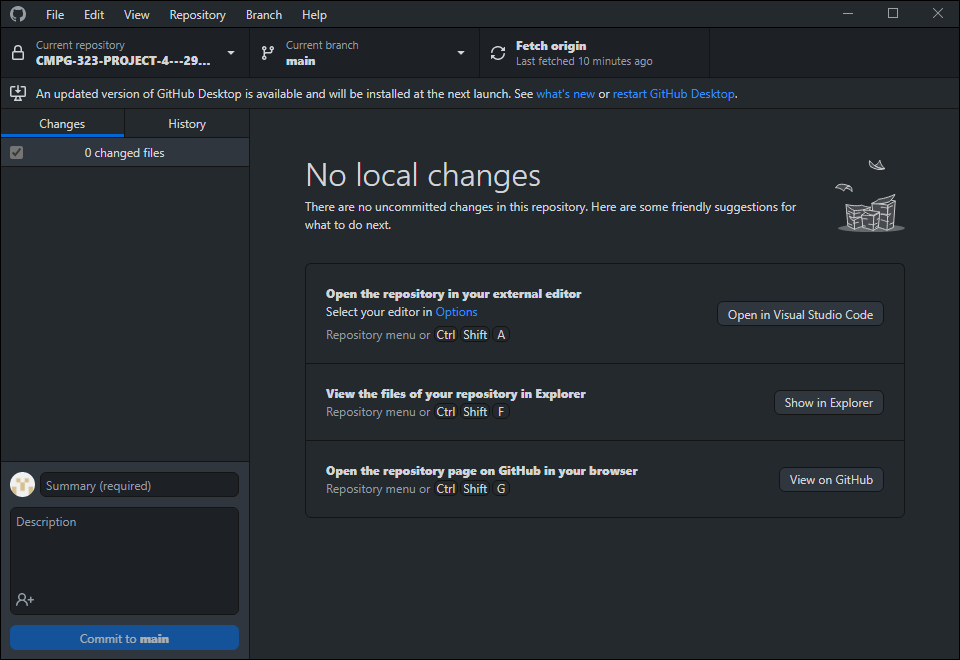 File Edit View Repository Branch Help
Current repository
CMPG-323-PROJECT-4---29...
Current branch
main
Fetch origin
Last fetched 10 minutes ago
An updated version of GitHub Desktop is available and will be installed at the next launch. See what's new or restart GitHub Desktop.
Changes History
0 changed files
No local changes
There are no uncommitted changes in this repository. Here are some friendly suggestions for
what to do next.
Open the repository in your external editor
Select your editor in Options
Repository menu or Ctrl Shift A
Open in Visual Studio Code
View the files of your repository in Explorer
Repository menu or Ctrl Shift F
Show in Explorer
Open the repository page on GitHub in your browser
Repository menu or Ctrl Shift G
View on GitHub
Summary (required)
Description
Commit to main